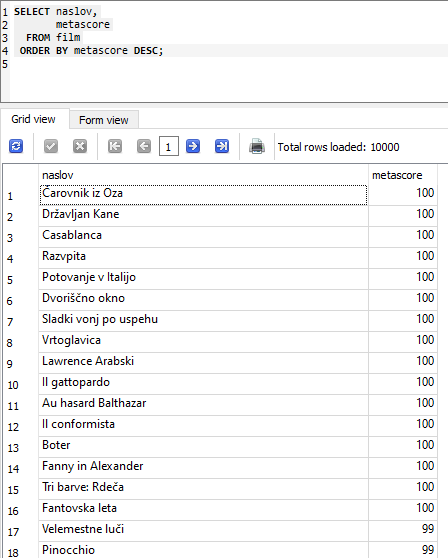 1 SELECT naslov,
2 metascore
3 FROM film
4 ORDER BY metascore DESC;
5
Grid view Form view
1 Total rows loaded: 10000
naslov metascore
1 Čarovnik iz Oza 100
2 Državljan Kane 100
3 Casablanca 100
4 Razvpita 100
5 Potovanje v Italijo 100
6 Dvoriščno okno 100
7 Sladki vonj po uspehu 100
8 Vrtoglavica 100
9 Lawrence Arabski 100
10 Il gattopardo 100
11 Au hasard Balthazar 100
12 Il conformista 100
13 Boter 100
14 Fanny in Alexander 100
15 Tri barve: Rdeča 100
16 Fantovska leta 100
17 Velemestne luči 99
18 Pinocchio 99